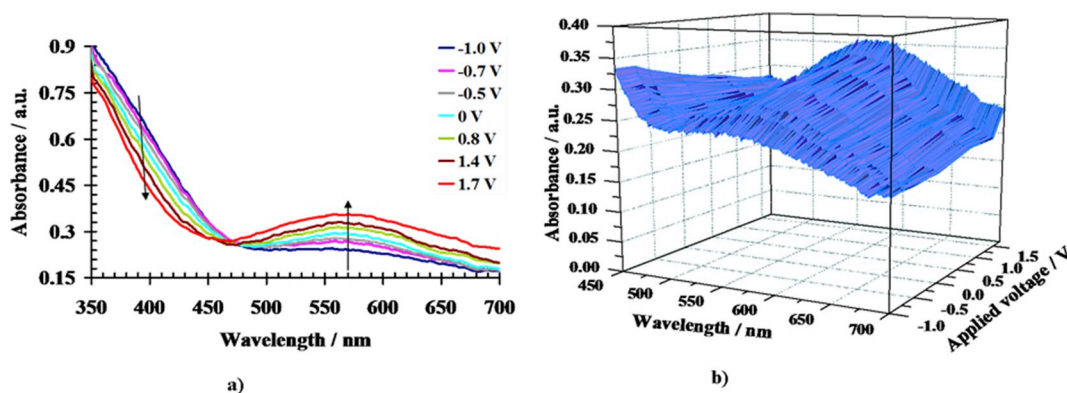 0.9
0.75
0.6
0.45
0.3
0.15
Absorbance / a.u.
350 400 450 500 550 600 650 700
Wavelength / nm
-1.0 V
-0.7 V
-0.5 V
0 V
0.8 V
1.4 V
1.7 V
a)
0.40
0.35
0.30
0.25
0.20
0.15
0.10
0.05
0.00
Absorbance / a.u.
450 500 550 600 650 700
Wavelength / nm
-1.0 -0.5 0.0 0.5 1.0 1.5
Applied voltage / V
b)